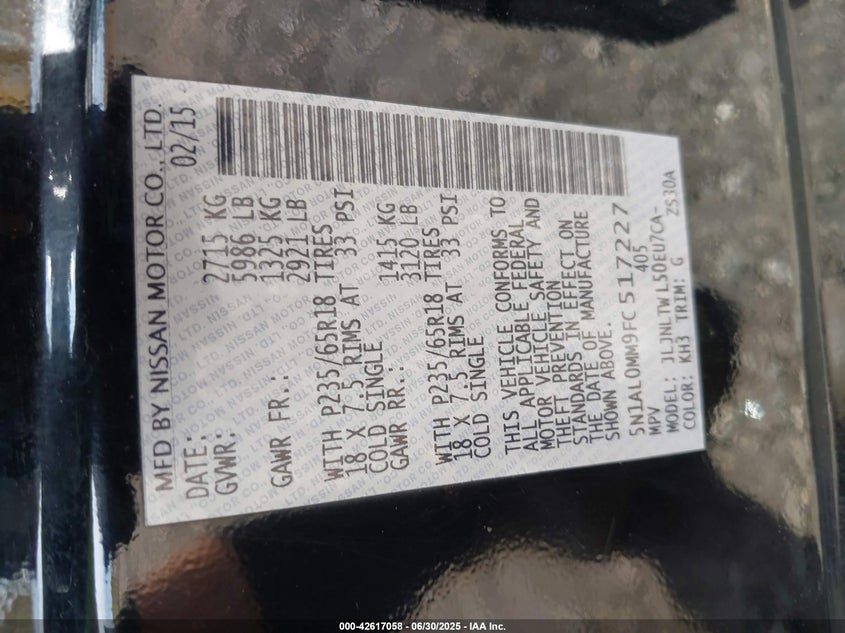 MFD BY NISSAN MOTOR CO., LTD.
DATE: 02/15
GVWR: 2715 KG
5986 LB
GAWR FR.: 1325 KG
2921 LB
WITH P235/65R18 TIRES
18 X 7.5 RIMS AT 33 PSI
COLD SINGLE
GAWR RR.: 1415 KG
3120 LB
WITH P235/65R18 TIRES
18 X 7.5 RIMS AT 33 PSI
COLD SINGLE
THIS VEHICLE CONFORMS TO
ALL APPLICABLE FEDERAL
MOTOR VEHICLE SAFETY AND
THEFT PREVENTION
STANDARDS IN EFFECT ON
THE DATE OF MANUFACTURE
SHOWN ABOVE.
5N1AL0MN9FC517227
MPV 405
MODEL: JLJNLTWL50EU7CA-
COLOR: KH3 TRIM: G ZS30A
000-42617058 - 06/30/2025 - IAA Inc.